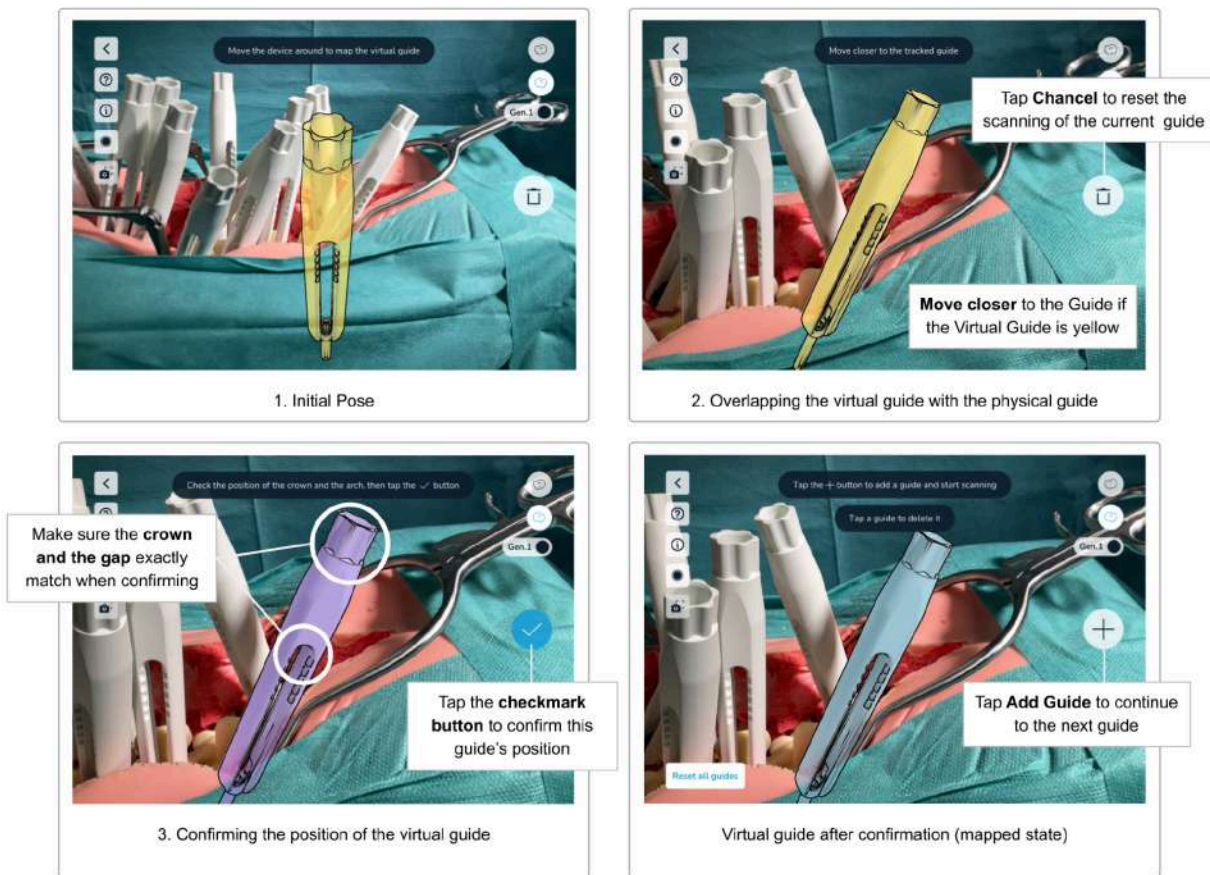 Move the device around to map the virtual guide
Gen.1
1. Initial Pose
Move closer to the tracked guide
Tap Chancel to reset the
scanning of the current guide
Move closer to the Guide if
the Virtual Guide is yellow
2. Overlapping the virtual guide with the physical guide
Check the position of the crown and the arch, then tap the ✓ button
Gen.1
Make sure the crown
and the gap exactly
match when confirming
Tap the checkmark
button to confirm this
guide's position
3. Confirming the position of the virtual guide
Tap the + button to add a guide and start scanning
Tap a guide to delete it
Gen.1
Tap Add Guide to continue
to the next guide
Reset all guides
Virtual guide after confirmation (mapped state)